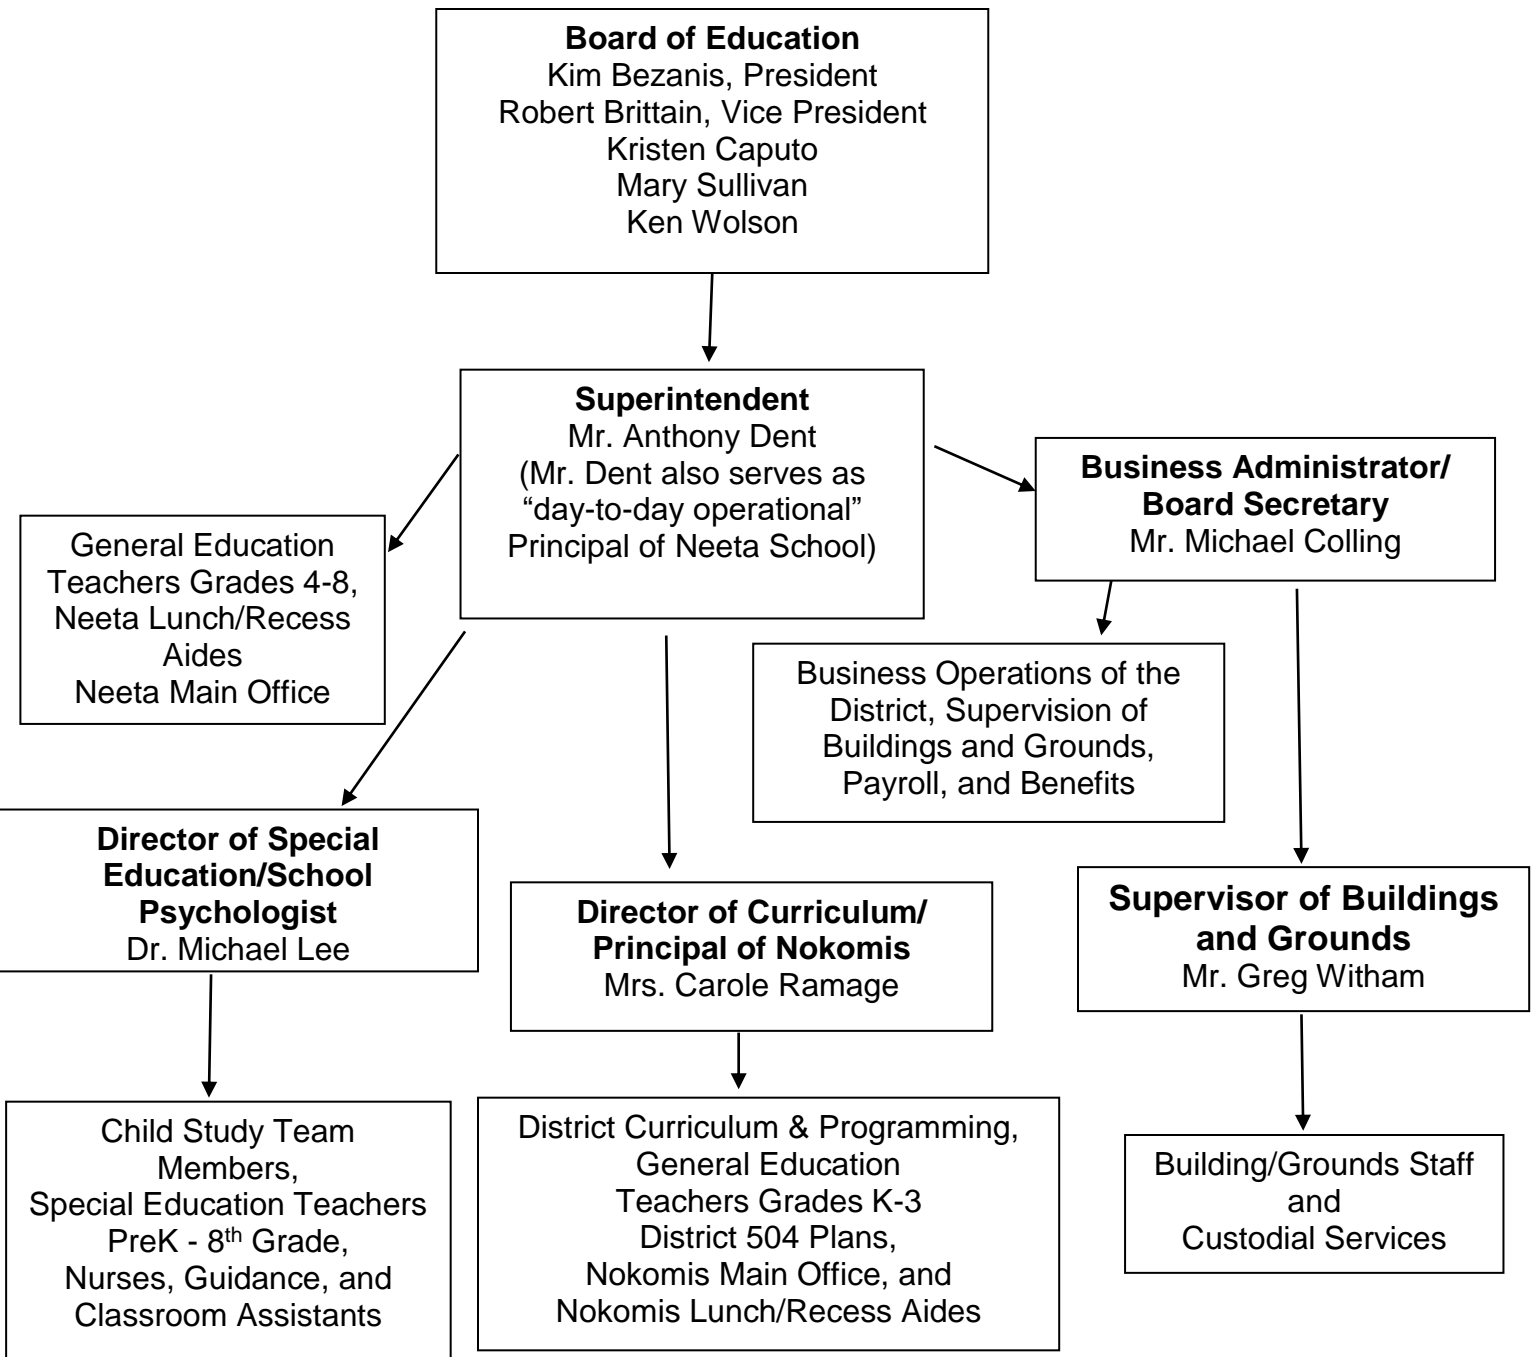 Board of Education
Kim Bezanis, President
Robert Brittain, Vice President
Kristen Caputo
Mary Sullivan
Ken Wolson
Superintendent
Mr. Anthony Dent
(Mr. Dent also serves as
“day-to-day operational”
Principal of Neeta School)
Business Administrator/
Board Secretary
Mr. Michael Colling
General Education
Teachers Grades 4-8,
Neeta Lunch/Recess
Aides
Neeta Main Office
Business Operations of the
District, Supervision of
Buildings and Grounds,
Payroll, and Benefits
Director of Special
Education/School
Psychologist
Dr. Michael Lee
Director of Curriculum/
Principal of Nokomis
Mrs. Carole Ramage
Supervisor of Buildings
and Grounds
Mr. Greg Witham
Child Study Team
Members,
Special Education Teachers
PreK - 8th Grade,
Nurses, Guidance, and
Classroom Assistants
District Curriculum & Programming,
General Education
Teachers Grades K-3
District 504 Plans,
Nokomis Main Office, and
Nokomis Lunch/Recess Aides
Building/Grounds Staff
and
Custodial Services